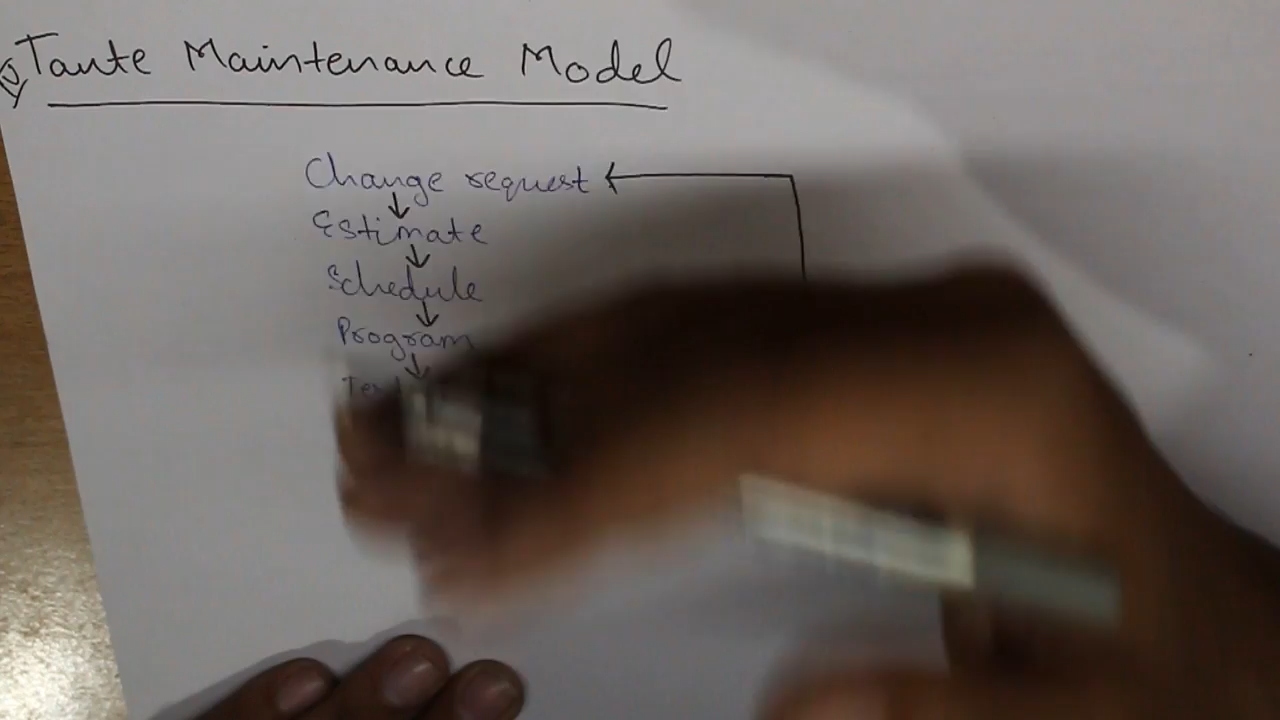 Taute Maintenance Model
Change request
Estimate
Schedule
Program